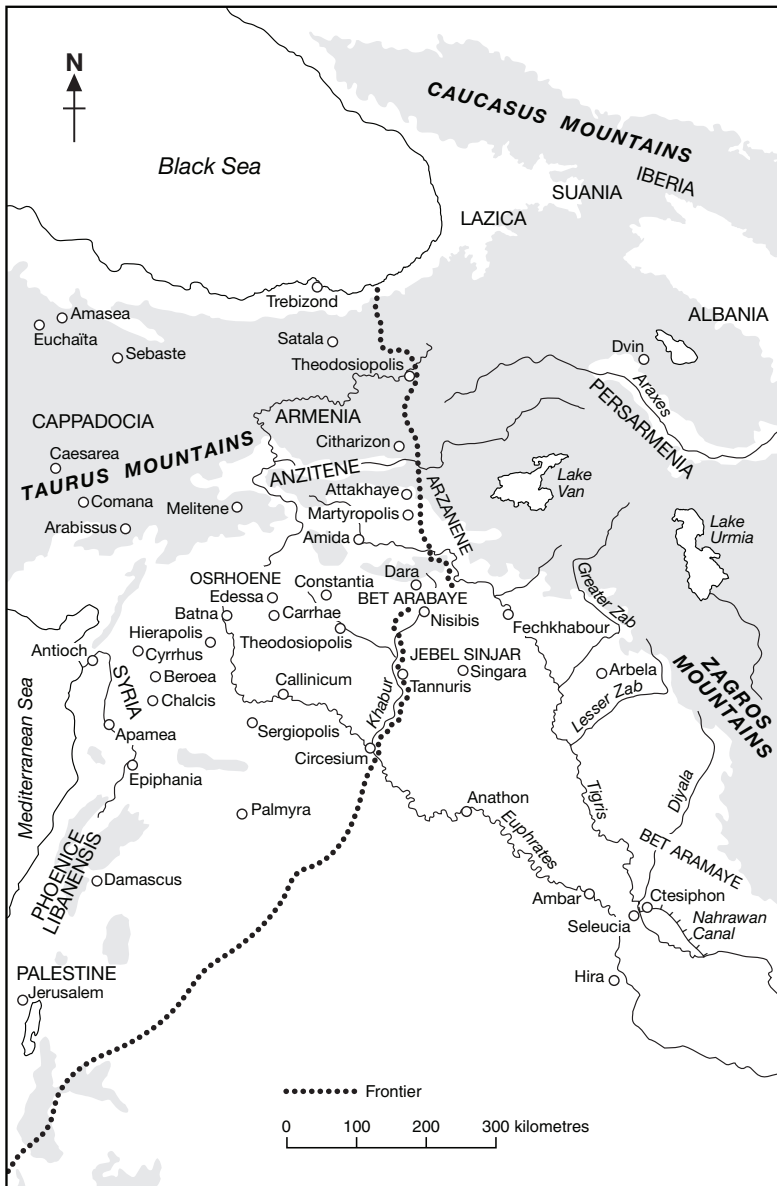 N
CAUCASUS MOUNTAINS
Black Sea
IBERIA
SUANIA
LAZICA
Trebizond
Amasea
Euchaïta
Sebaste
Satala
Theodosiopolis
ALBANIA
Dvin
Araxes
PERSARMENIA
CAPPADOCIA
ARMENIA
Caesarea
TAURUS MOUNTAINS
Citharizon
ANZITENE
Lake
Van
Comana
Melitene
Attakhaye
ARZANENE
Arabissus
Martyropolis
Lake
Urmia
Amida
Dara
Greater Zab
OSRHOENE
Constantia
Edessa
BET ARABAYE
Batna
Carrhae
Nisibis
Fechkhabour
Hierapolis
Theodosiopolis
Antioch
Cyrrhus
JEBEL SINJAR
ZAGROS
MOUNTAINS
SYRIA
Beroea
Callinicum
Khabur
Tannuris
Singara
Arbela
Chalcis
Lesser Zab
Apamea
Sergiopolis
Mediterranean Sea
Circesium
Epiphania
Palmyra
Anathon
Tigris
Diyala
Euphrates
PHOENICE
LIBANENSIS
BET ARAMAYE
Damascus
Ambar
Ctesiphon
Seleucia
Nahrawan
Canal
PALESTINE
Jerusalem
Hira
Frontier
0 100 200 300 kilometres